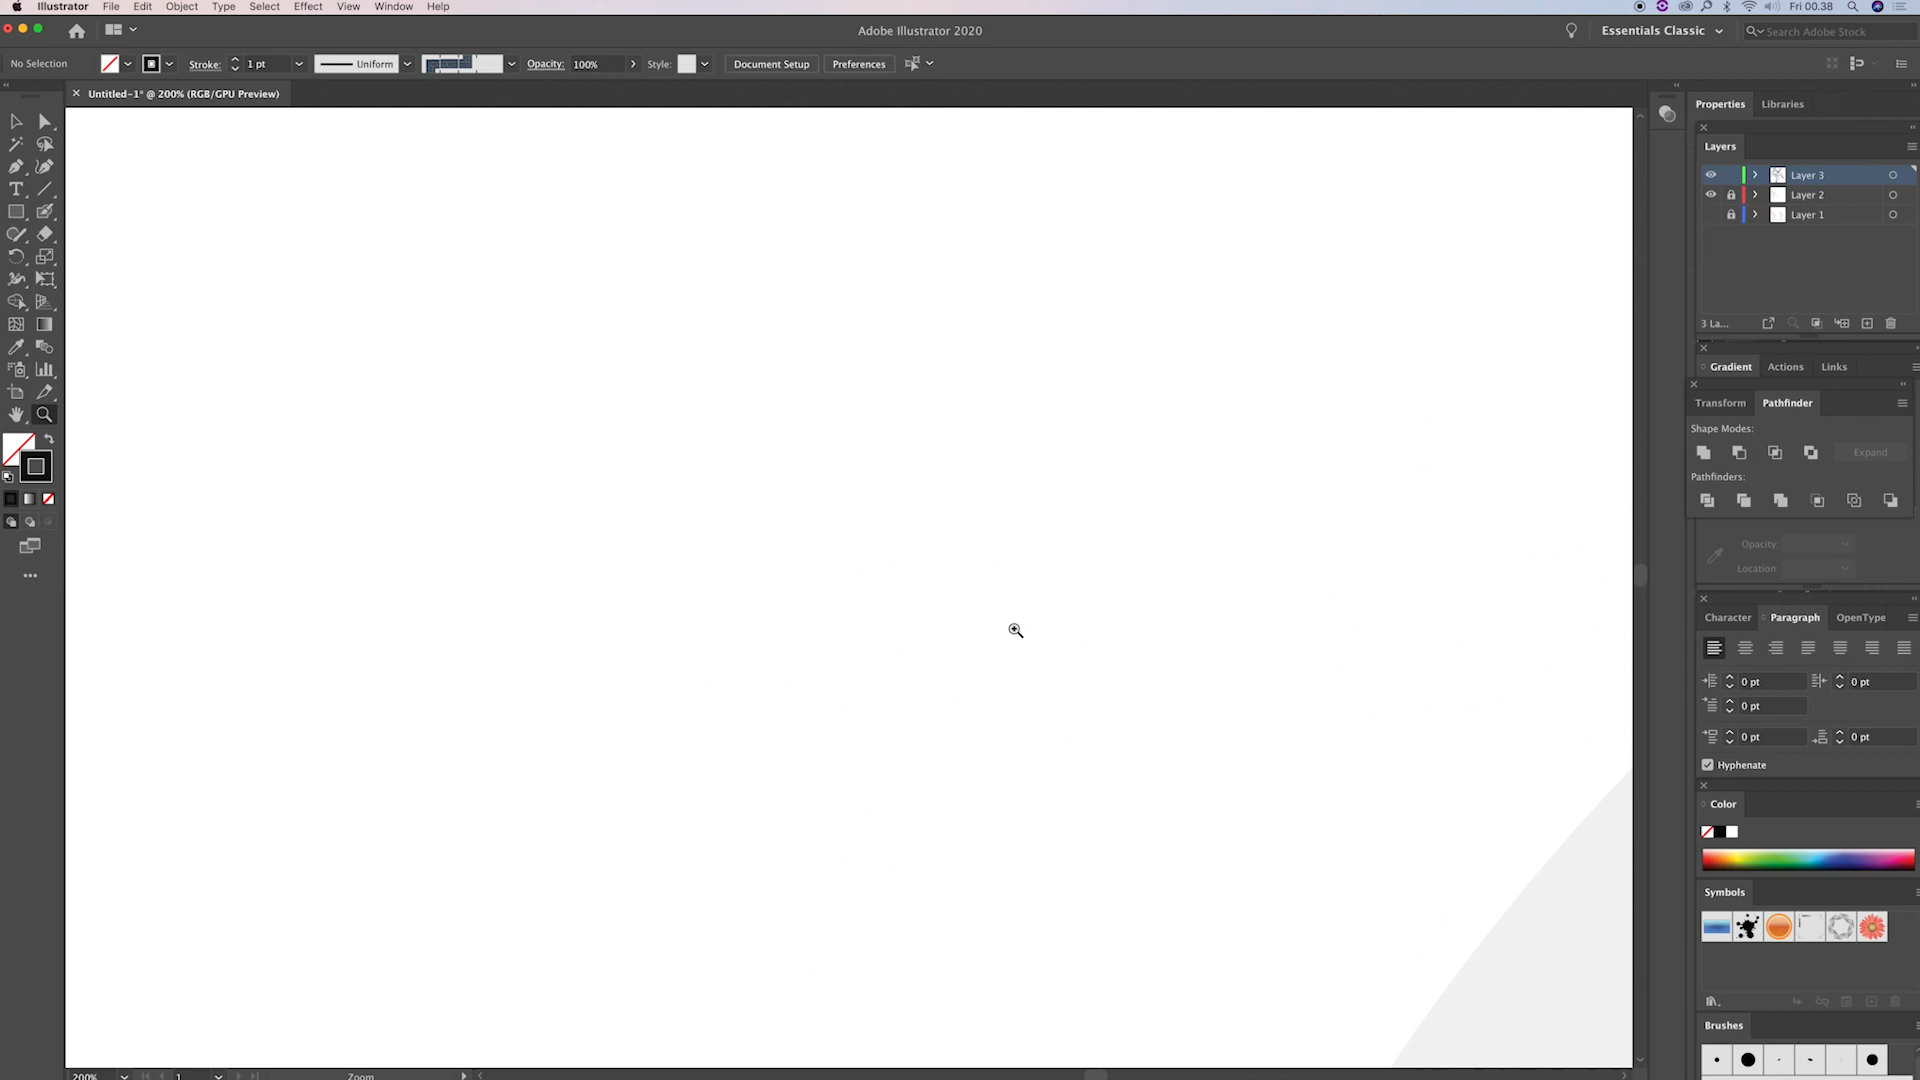 Illustrator File Edit Object Type Select Effect View Window Help Fri 00.38
Adobe Illustrator 2020 Essentials Classic Search Adobe Stock
No Selection Stroke: 1 pt Uniform Opacity: 100% Style: Document Setup Preferences
Untitled-1* @ 200% (RGB/GPU Preview)
Properties Libraries
Layers
Layer 3
Layer 2
Layer 1
3 La...
Gradient Actions Links
Transform Pathfinder
Shape Modes:
Expand
Pathfinders:
Opacity:
Location:
Character Paragraph OpenType
0 pt 0 pt
0 pt
0 pt 0 pt
Hyphenate
Color
Symbols
Brushes
200% 1 Zoom